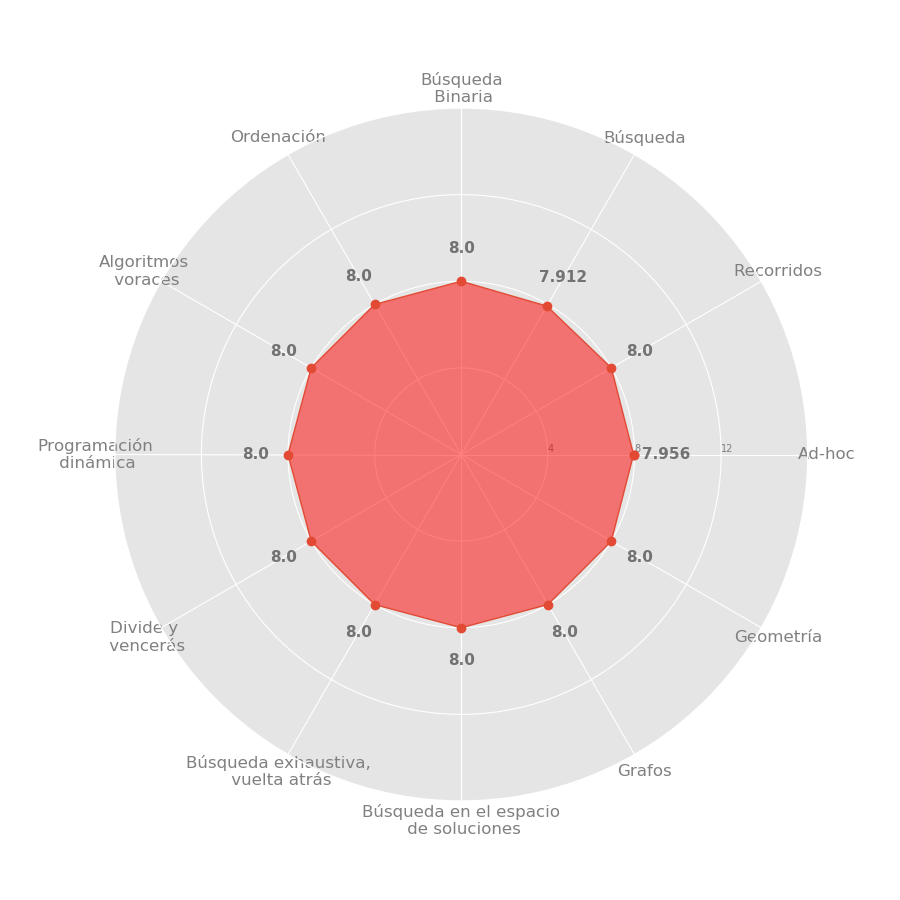 Búsqueda
Binaria
Ordenación
Búsqueda
8.0
Algoritmos
voraces
8.0
7.912
Recorridos
8.0
8.0
Programación
dinámica
8.0
4
8
7.956
12
Ad-hoc
8.0
8.0
Divide y
vencerás
8.0
8.0
8.0
Geometría
Búsqueda exhaustiva,
vuelta atrás
Grafos
Búsqueda en el espacio
de soluciones